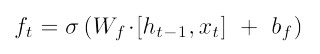 f_t = σ (W_f · [h_{t−1}, x_t] + b_f)